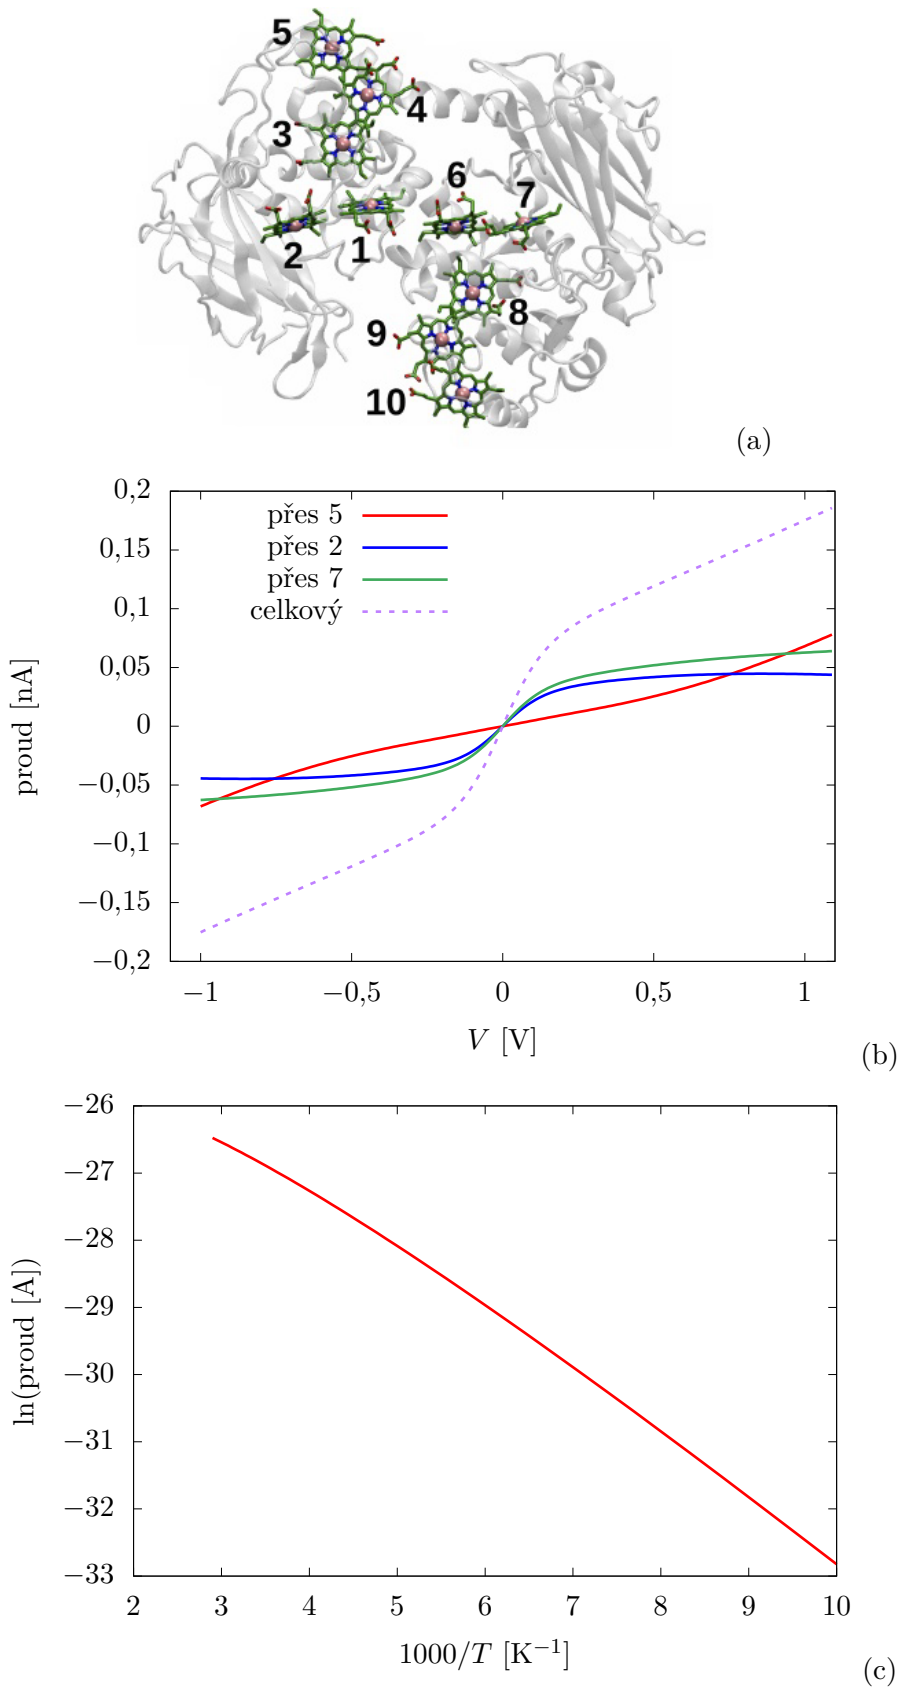 5
4
3
6
7
2
1
8
9
10
(a)
0,2
0,15
0,1
0,05
0
−0,05
−0,1
−0,15
−0,2
proud [nA]
přes 5
přes 2
přes 7
celkový
−1 −0,5 0 0,5 1
V [V]
(b)
−26
−27
−28
−29
−30
−31
−32
−33
ln(proud [A])
2 3 4 5 6 7 8 9 10
1000/T [K⁻¹]
(c)